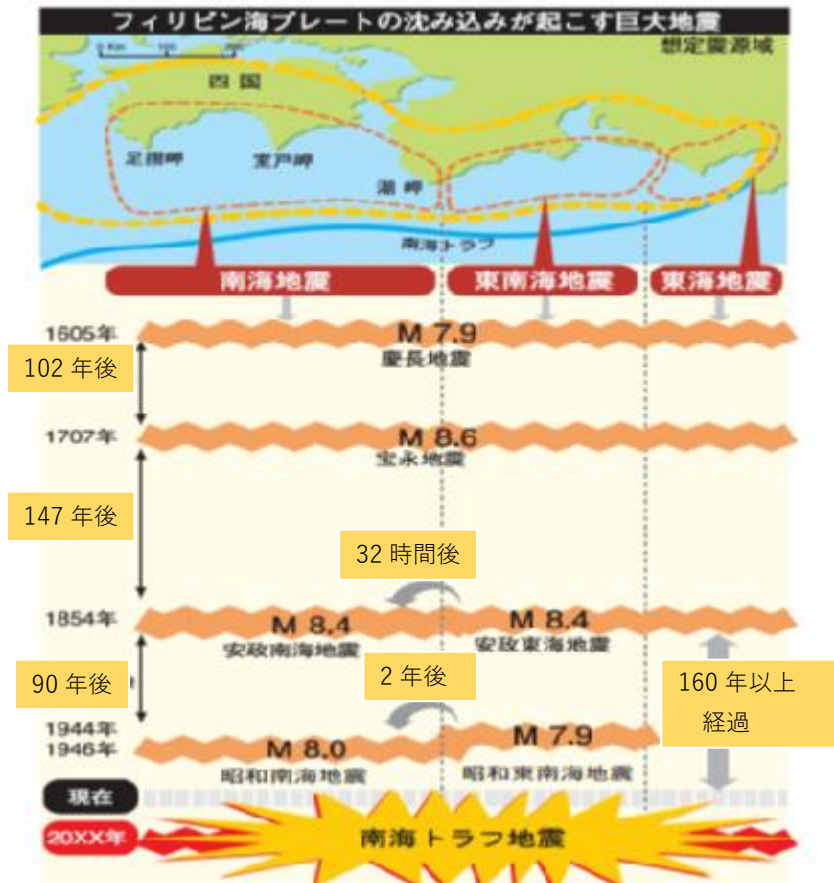 フィリピン海プレートの沈み込みが起こす巨大地震
想定震源域
0 Km 100 200
四国
足摺岬
室戸岬
潮岬
南海トラフ
南海地震
東南海地震
東海地震
1605年
M 7.9
慶長地震
102 年後
1707年
M 8.6
宝永地震
147 年後
32 時間後
1854年
M 8.4
安政南海地震
M 8.4
安政東海地震
90 年後
2 年後
160 年以上
経過
1944年
1946年
M 8.0
昭和南海地震
M 7.9
昭和東南海地震
現在
20XX年
南海トラフ地震